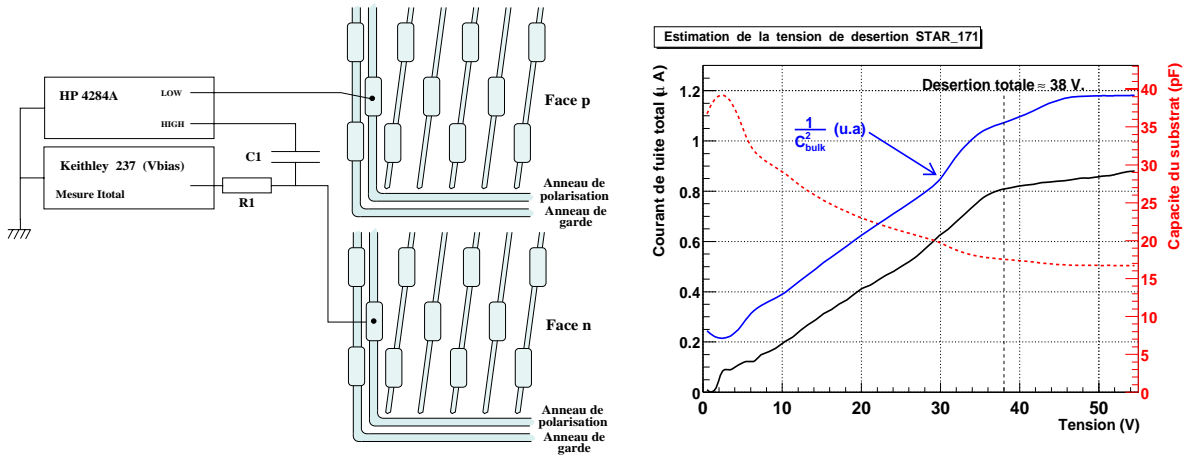 HP 4284A
LOW
HIGH
Keithley 237 (Vbias)
Mesure Itotal
C1
R1
Face p
Anneau de
polarisation
Anneau de
garde
Face n
Anneau de
polarisation
Anneau de
garde
Estimation de la tension de desertion STAR_171
Courant de fuite total (μ A)
1.2
1
0.8
0.6
0.4
0.2
0
Desertion totale ≈ 38 V.
1
C²bulk (u.a)
0 10 20 30 40 50
Tension (V)
40
35
30
25
20
15
10
5
0
Capacite du substrat (pF)